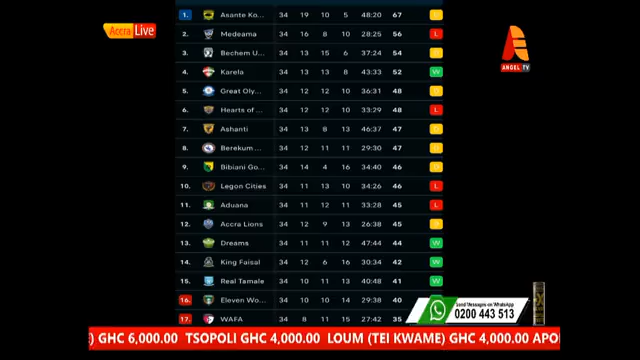 Accra Live
ANGEL TV
1. Asante Ko... 34 19 10 5 48:20 67 D
2. Medeama 34 16 8 10 28:25 56 L
3. Bechem U... 34 13 15 6 37:24 54 D
4. Karela 34 13 13 8 43:33 52 W
5. Great Oly... 34 12 12 10 36:31 48 D
6. Hearts of ... 34 12 12 10 33:29 48 L
7. Ashanti 34 13 8 13 46:37 47 D
8. Berekum ... 34 12 11 11 29:30 47 D
9. Bibiani Go... 34 14 4 16 34:40 46 D
10. Legon Cities 34 11 13 10 34:26 46 L
11. Aduana 34 11 12 11 33:28 45 L
12. Accra Lions 34 12 9 13 26:38 45 D
13. Dreams 34 11 11 12 47:44 44 W
14. King Faisal 34 12 6 16 30:34 42 W
15. Real Tamale 34 10 11 13 40:48 41 W
16. Eleven Wo... 34 10 10 14 29:38 40
17. WAFA 34 8 11 15 27:42 35
Send Messages on WhatsApp
0200 443 513
) GHC 6,000.00 TSOPOLI GHC 4,000.00 LOUM (TEI KWAME) GHC 4,000.00 APO